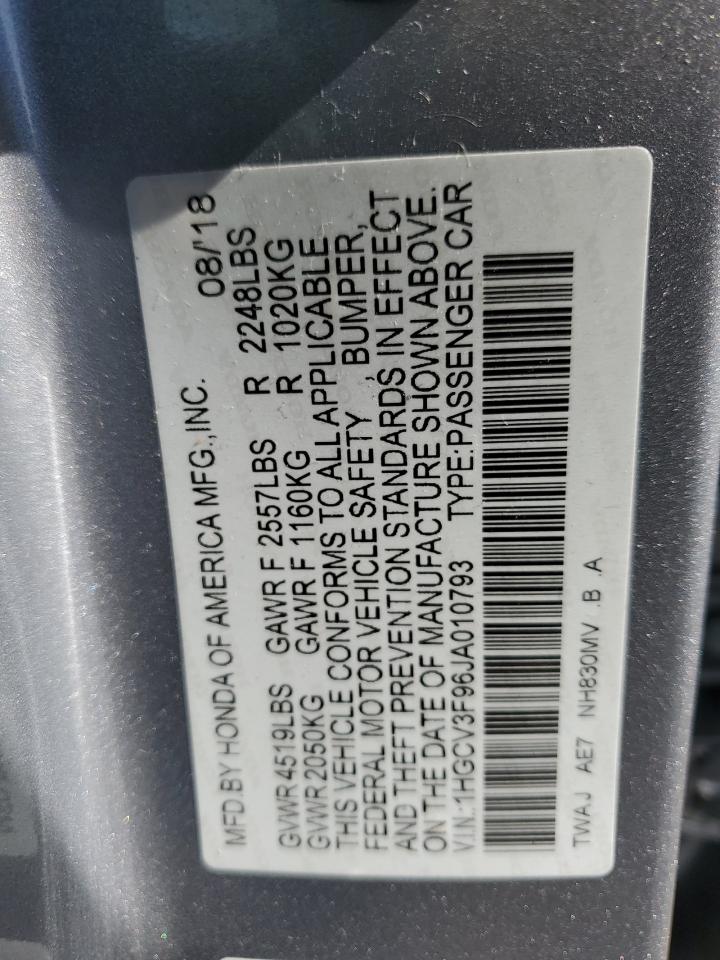 MFD.BY HONDA OF AMERICA MFG.,INC. 08/'18
GVWR 4519LBS GAWR F 2557LBS R 2248LBS
GVWR 2050KG GAWR F 1160KG R 1020KG
THIS VEHICLE CONFORMS TO ALL APPLICABLE
FEDERAL MOTOR VEHICLE SAFETY , BUMPER,
AND THEFT PREVENTION STANDARDS IN EFFECT
ON THE DATE OF MANUFACTURE SHOWN ABOVE.
V.I.N.:1HGCV3F96JA010793 TYPE:PASSENGER CAR
TWAJ AE7 NH830MV .B .A